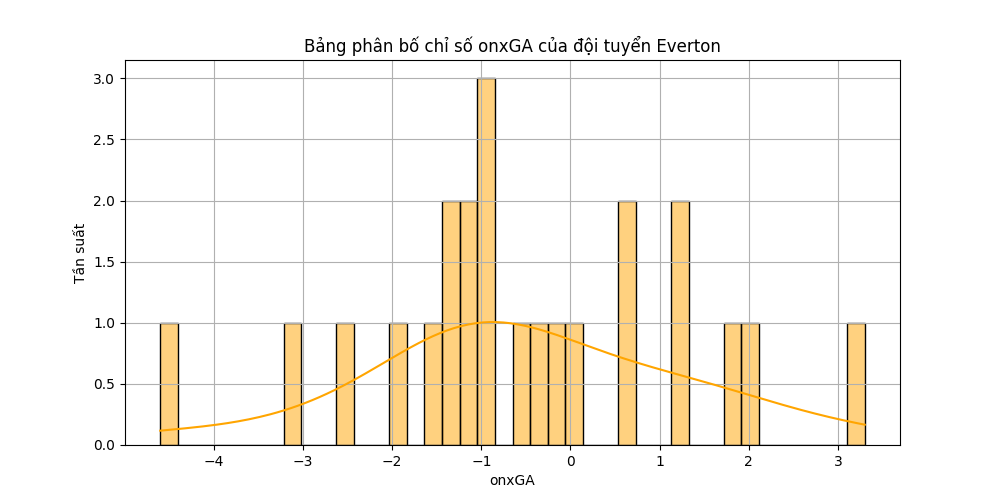 Bảng phân bố chỉ số onxGA của đội tuyển Everton
3.0
2.5
2.0
1.5
1.0
0.5
0.0
Tần suất
−4 −3 −2 −1 0 1 2 3
onxGA